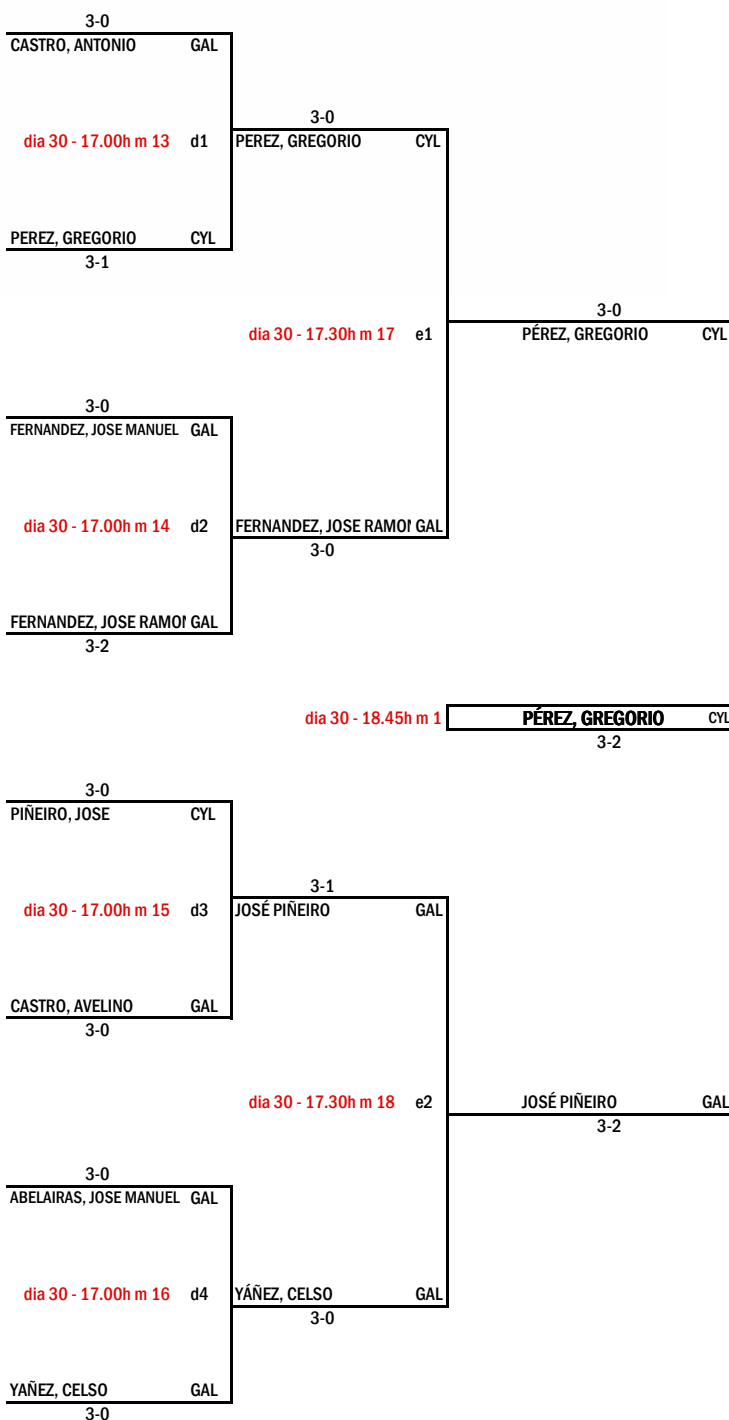 3-0
CASTRO, ANTONIO GAL
3-0
dia 30 - 17.00h m 13 d1 PEREZ, GREGORIO CYL
PEREZ, GREGORIO CYL
3-1
3-0
dia 30 - 17.30h m 17 e1 PÉREZ, GREGORIO CYL
3-0
FERNANDEZ, JOSE MANUEL GAL
dia 30 - 17.00h m 14 d2 FERNANDEZ, JOSE RAMON GAL
3-0
FERNANDEZ, JOSE RAMON GAL
3-2
dia 30 - 18.45h m 1 PÉREZ, GREGORIO CYL
3-2
3-0
PIÑEIRO, JOSE CYL
3-1
dia 30 - 17.00h m 15 d3 JOSÉ PIÑEIRO GAL
CASTRO, AVELINO GAL
3-0
dia 30 - 17.30h m 18 e2 JOSÉ PIÑEIRO GAL
3-2
3-0
ABELAIRAS, JOSE MANUEL GAL
dia 30 - 17.00h m 16 d4 YÁÑEZ, CELSO GAL
3-0
YAÑEZ, CELSO GAL
3-0